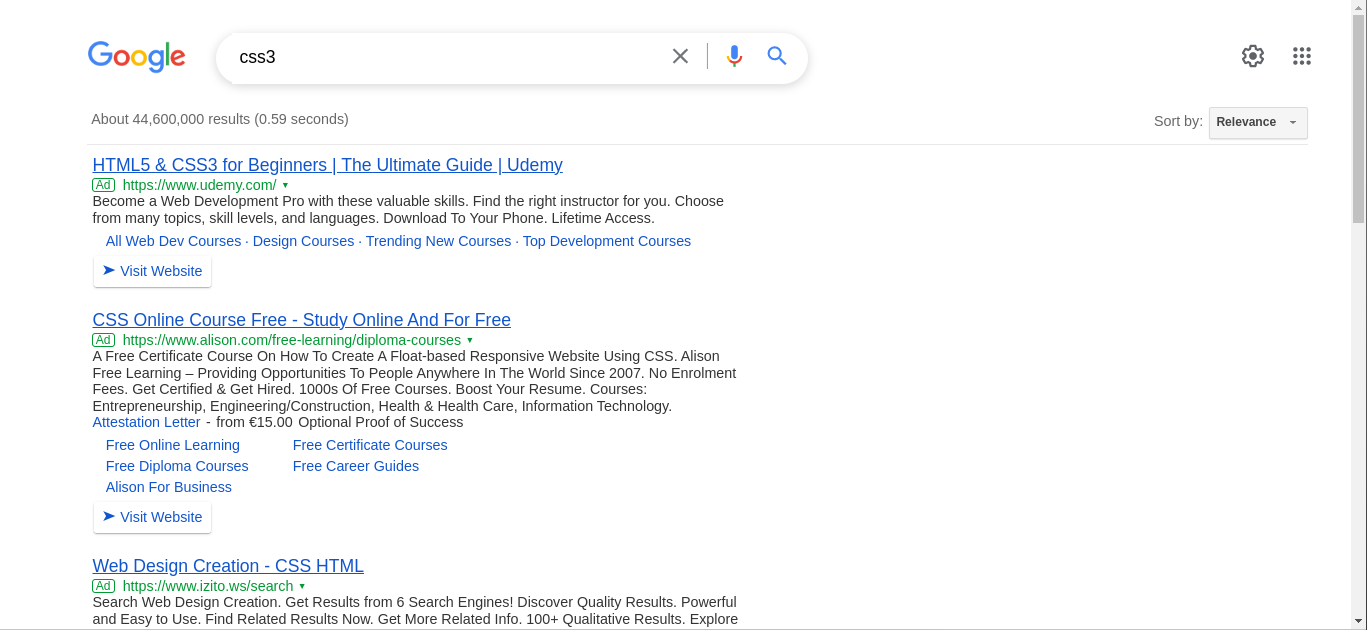 Google
css3
About 44,600,000 results (0.59 seconds)
Sort by: Relevance
HTML5 & CSS3 for Beginners | The Ultimate Guide | Udemy
Ad https://www.udemy.com/
Become a Web Development Pro with these valuable skills. Find the right instructor for you. Choose
from many topics, skill levels, and languages. Download To Your Phone. Lifetime Access.
All Web Dev Courses · Design Courses · Trending New Courses · Top Development Courses
Visit Website
CSS Online Course Free - Study Online And For Free
Ad https://www.alison.com/free-learning/diploma-courses
A Free Certificate Course On How To Create A Float-based Responsive Website Using CSS. Alison
Free Learning – Providing Opportunities To People Anywhere In The World Since 2007. No Enrolment
Fees. Get Certified & Get Hired. 1000s Of Free Courses. Boost Your Resume. Courses:
Entrepreneurship, Engineering/Construction, Health & Health Care, Information Technology.
Attestation Letter - from €15.00 Optional Proof of Success
Free Online Learning Free Certificate Courses
Free Diploma Courses Free Career Guides
Alison For Business
Visit Website
Web Design Creation - CSS HTML
Ad https://www.izito.ws/search
Search Web Design Creation. Get Results from 6 Search Engines! Discover Quality Results. Powerful
and Easy to Use. Find Related Results Now. Get More Related Info. 100+ Qualitative Results. Explore